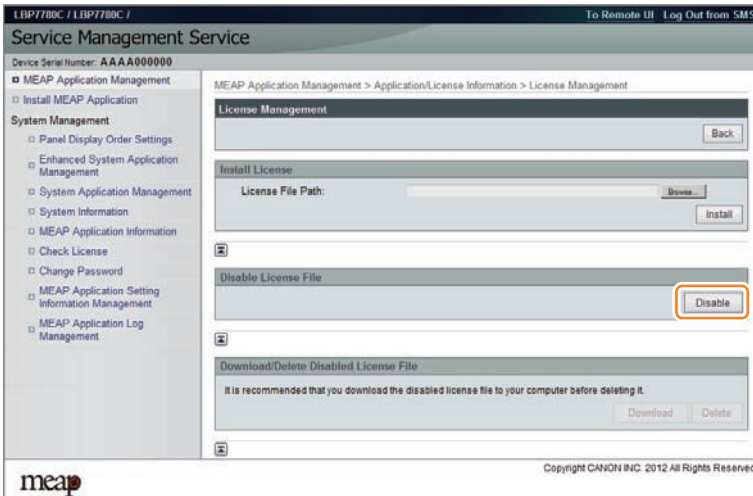 LBP7780C / LBP7780C /
To Remote UI Log Out from SMS
Service Management Service
Device Serial Number: AAAA000000
MEAP Application Management
Install MEAP Application
System Management
Panel Display Order Settings
Enhanced System Application
Management
System Application Management
System Information
MEAP Application Information
Check License
Change Password
MEAP Application Setting
Information Management
MEAP Application Log
Management
MEAP Application Management > Application/License Information > License Management
License Management
Back
Install License
License File Path:
Browse...
Install
Disable License File
Disable
Download/Delete Disabled License File
It is recommended that you download the disabled license file to your computer before deleting it.
Download Delete
meap
Copyright CANON INC. 2012 All Rights Reserved